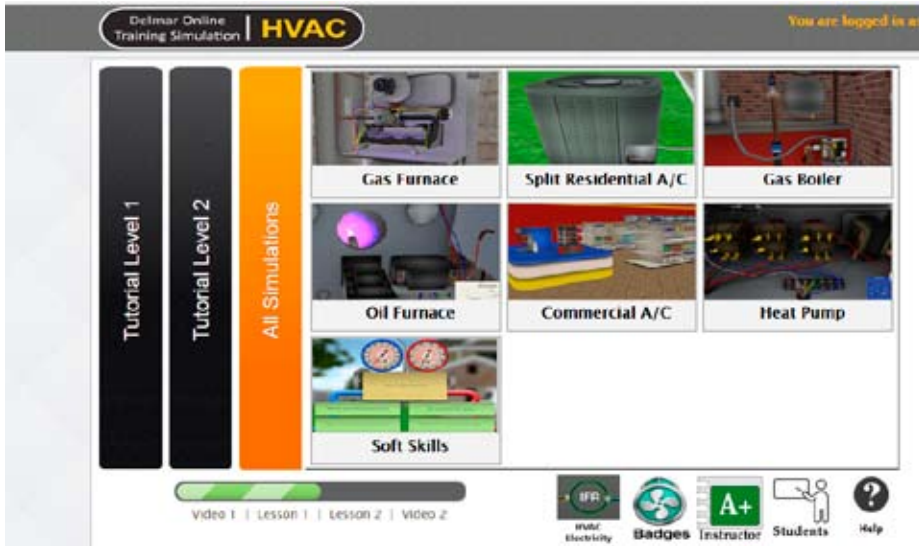 Delmar Online
Training Simulation
HVAC
You are logged in as
Tutorial Level 1
Tutorial Level 2
All Simulations
Gas Furnace
Split Residential A/C
Gas Boiler
Oil Furnace
Commercial A/C
Heat Pump
Soft Skills
Video 1 | Lesson 1 | Lesson 2 | Video 2
HVAC
Electricity
Badges
A+
Instructor
Students
?
Help